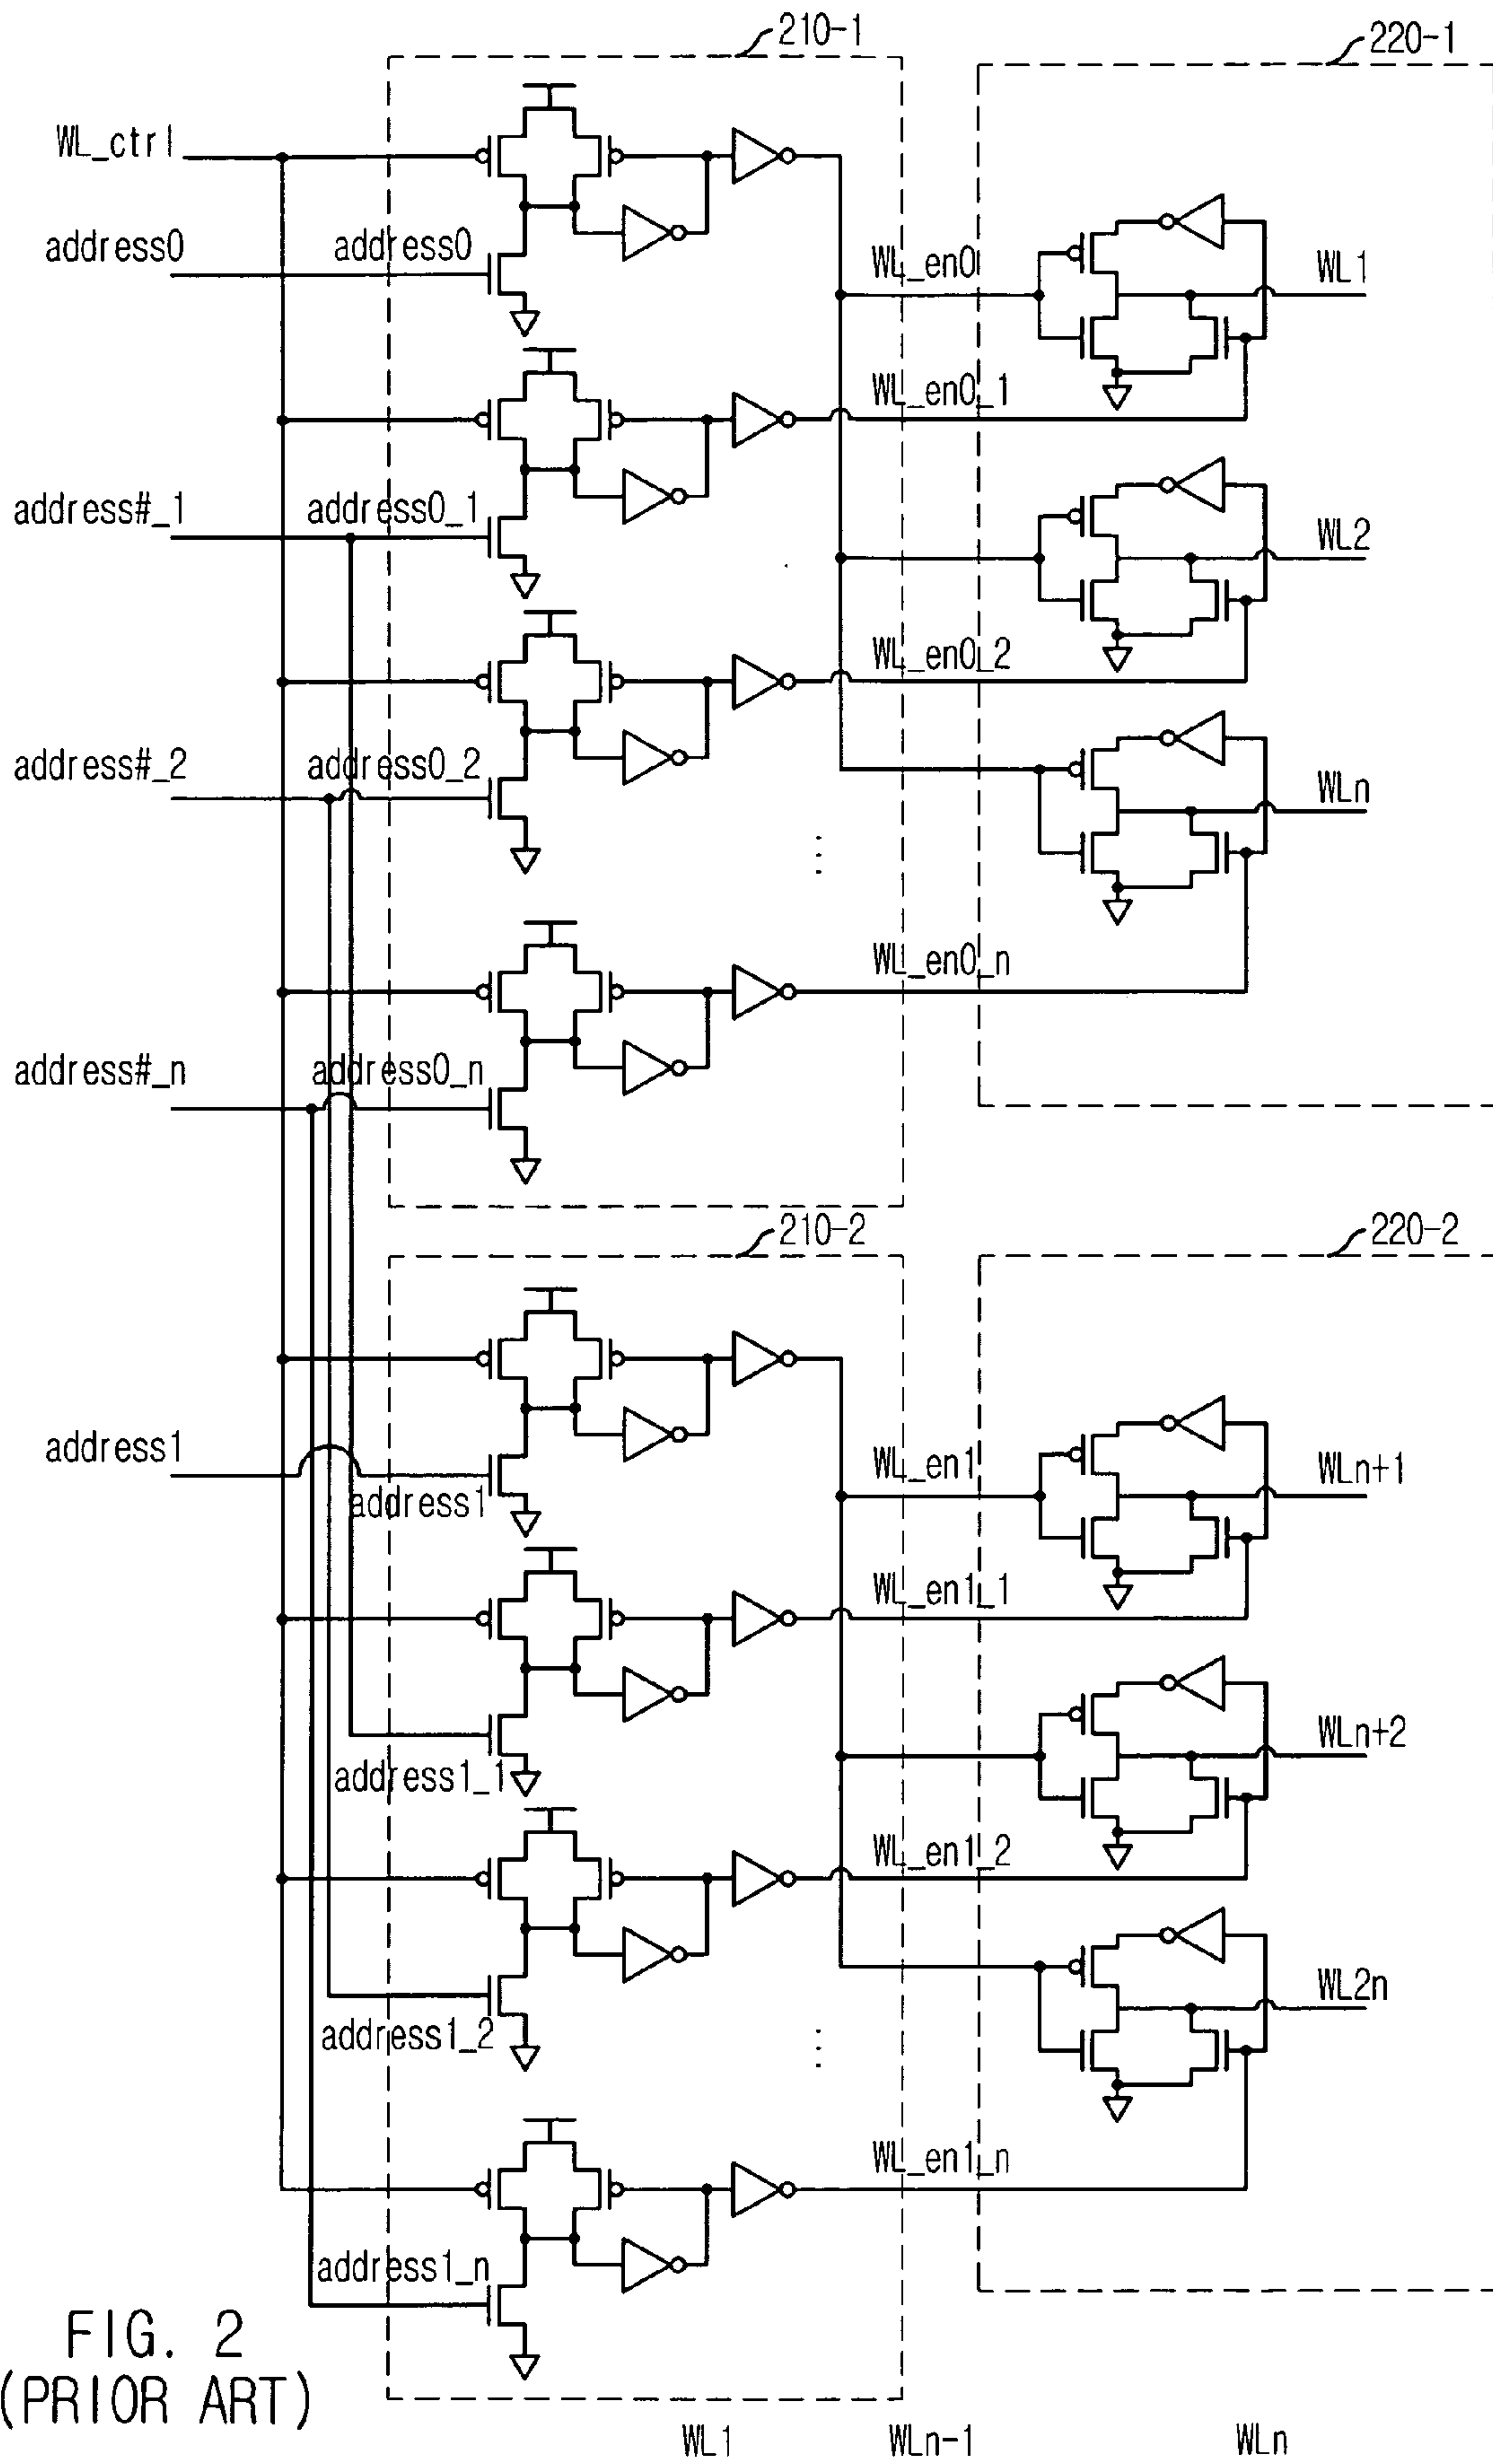 210-1
220-1
WL_ctrl
address0
address0
WL_en0
WL1
WL_en0_1
address#_1
address0_1
WL2
WL_en0_2
address#_2
address0_2
WLn
WL_en0_n
address#_n
address0_n
210-2
220-2
address1
address1
WL_en1
WLn+1
WL_en1_1
address1_1
WLn+2
WL_en1_2
address1_2
WL2n
WL_en1_n
address1_n
FIG. 2
(PRIOR ART)
WL1 WLn-1 WLn